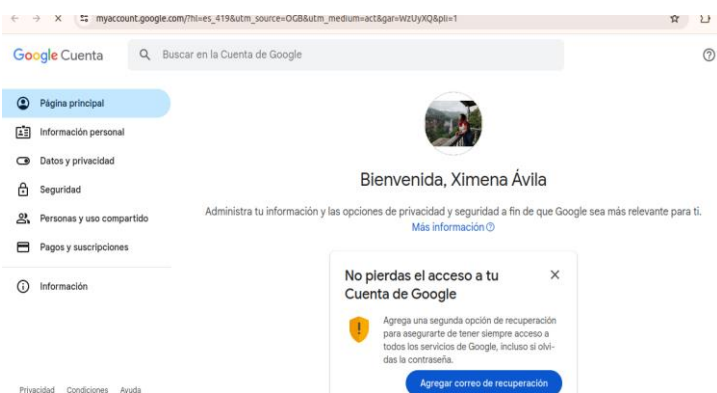 myaccount.google.com/?hl=es_419&utm_source=OGB&utm_medium=act&gar=WzUyXQ&pli=1
Google Cuenta
Buscar en la Cuenta de Google
Página principal
Información personal
Datos y privacidad
Seguridad
Personas y uso compartido
Pagos y suscripciones
Información
Bienvenida, Ximena Ávila
Administra tu información y las opciones de privacidad y seguridad a fin de que Google sea más relevante para ti.
Más información
No pierdas el acceso a tu
Cuenta de Google
Agrega una segunda opción de recuperación
para asegurarte de tener siempre acceso a
todos los servicios de Google, incluso si olvi-
das la contraseña.
Agregar correo de recuperación
Privacidad Condiciones Ayuda